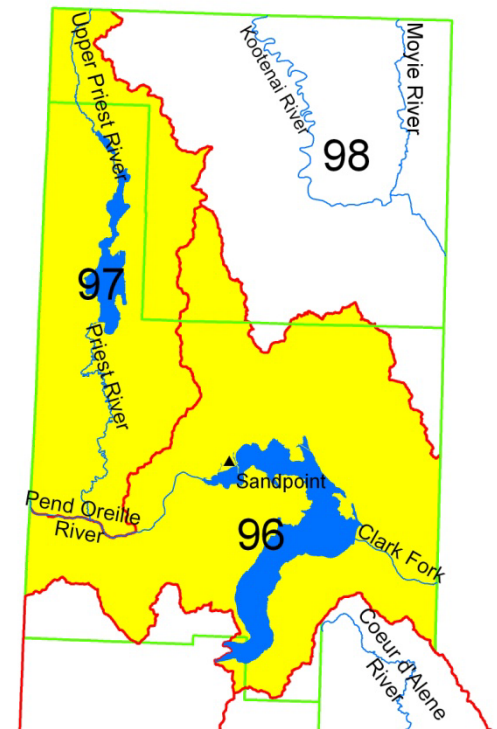 Upper Priest River
Kootenai River
Moyie River
98
97
Priest River
Sandpoint
Pend Oreille
River
96
Clark Fork
Coeur d'Alene
River